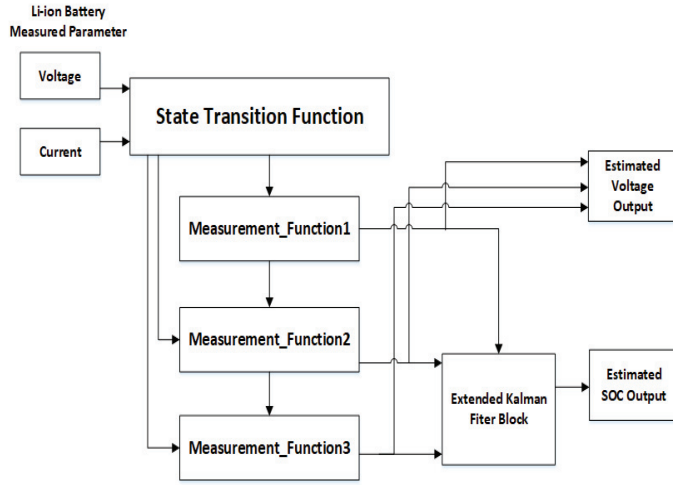 Li-ion Battery
Measured Parameter
Voltage
Current
State Transition Function
Measurement_Function1
Measurement_Function2
Measurement_Function3
Estimated
Voltage
Output
Extended Kalman
Fiter Block
Estimated
SOC Output